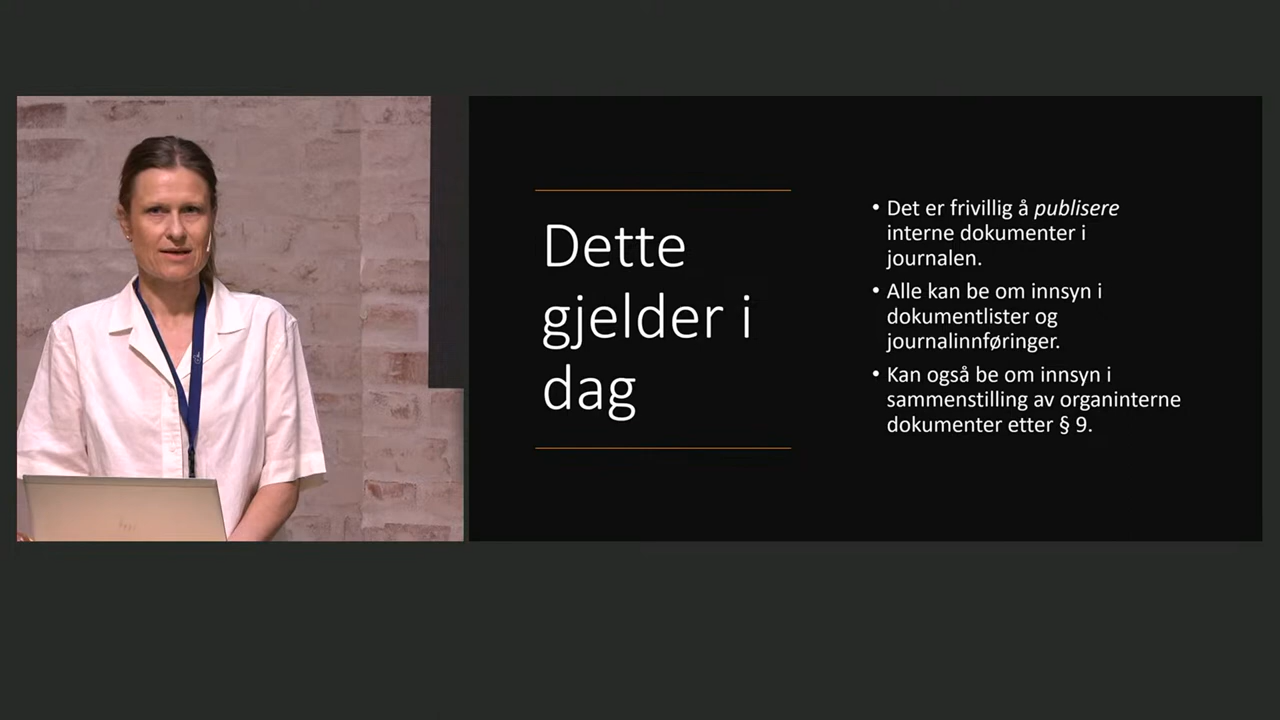 Dette
gjelder i
dag
• Det er frivillig å publisere
interne dokumenter i
journalen.
• Alle kan be om innsyn i
dokumentlister og
journalinnføringer.
• Kan også be om innsyn i
sammenstilling av organinterne
dokumenter etter § 9.